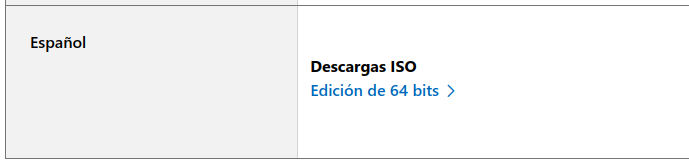 Español
Descargas ISO
Edición de 64 bits